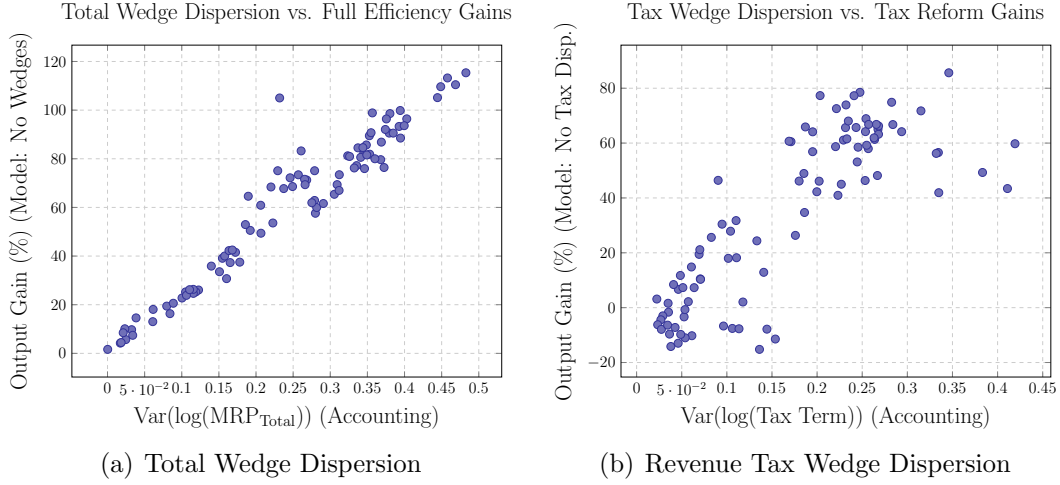 Total Wedge Dispersion vs. Full Efficiency Gains
Output Gain (%) (Model: No Wedges)
120
100
80
60
40
20
0
0 5 · 10⁻² 0.1 0.15 0.2 0.25 0.3 0.35 0.4 0.45 0.5
Var(log(MRP_Total)) (Accounting)
(a) Total Wedge Dispersion
Tax Wedge Dispersion vs. Tax Reform Gains
Output Gain (%) (Model: No Tax Disp.)
80
60
40
20
0
−20
0 5 · 10⁻² 0.1 0.15 0.2 0.25 0.3 0.35 0.4 0.45
Var(log(Tax Term)) (Accounting)
(b) Revenue Tax Wedge Dispersion